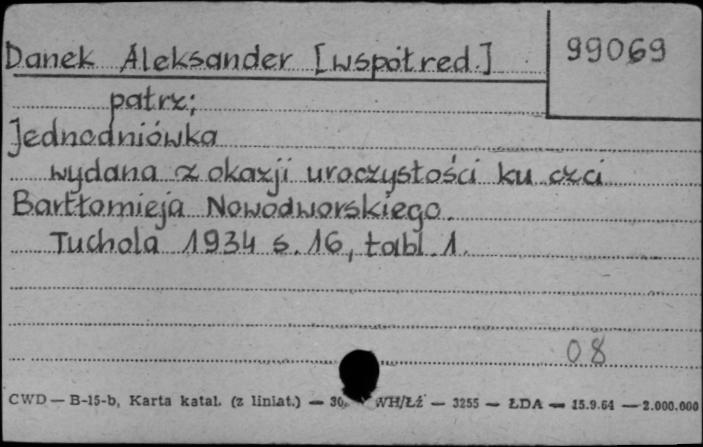 Danek Aleksander [współred.]
99069
patrz;
Jednodniówka
wydana z okazji uroczystości ku czci
Bartłomieja Nowodworskiego.
Tuchola 1934 s. 16, tabl. 1.
08
CWD — B-15-b, Karta katal. (z liniat.) — 30. WH/Łź — 3255 — ŁDA — 15.9.64 — 2.000.000